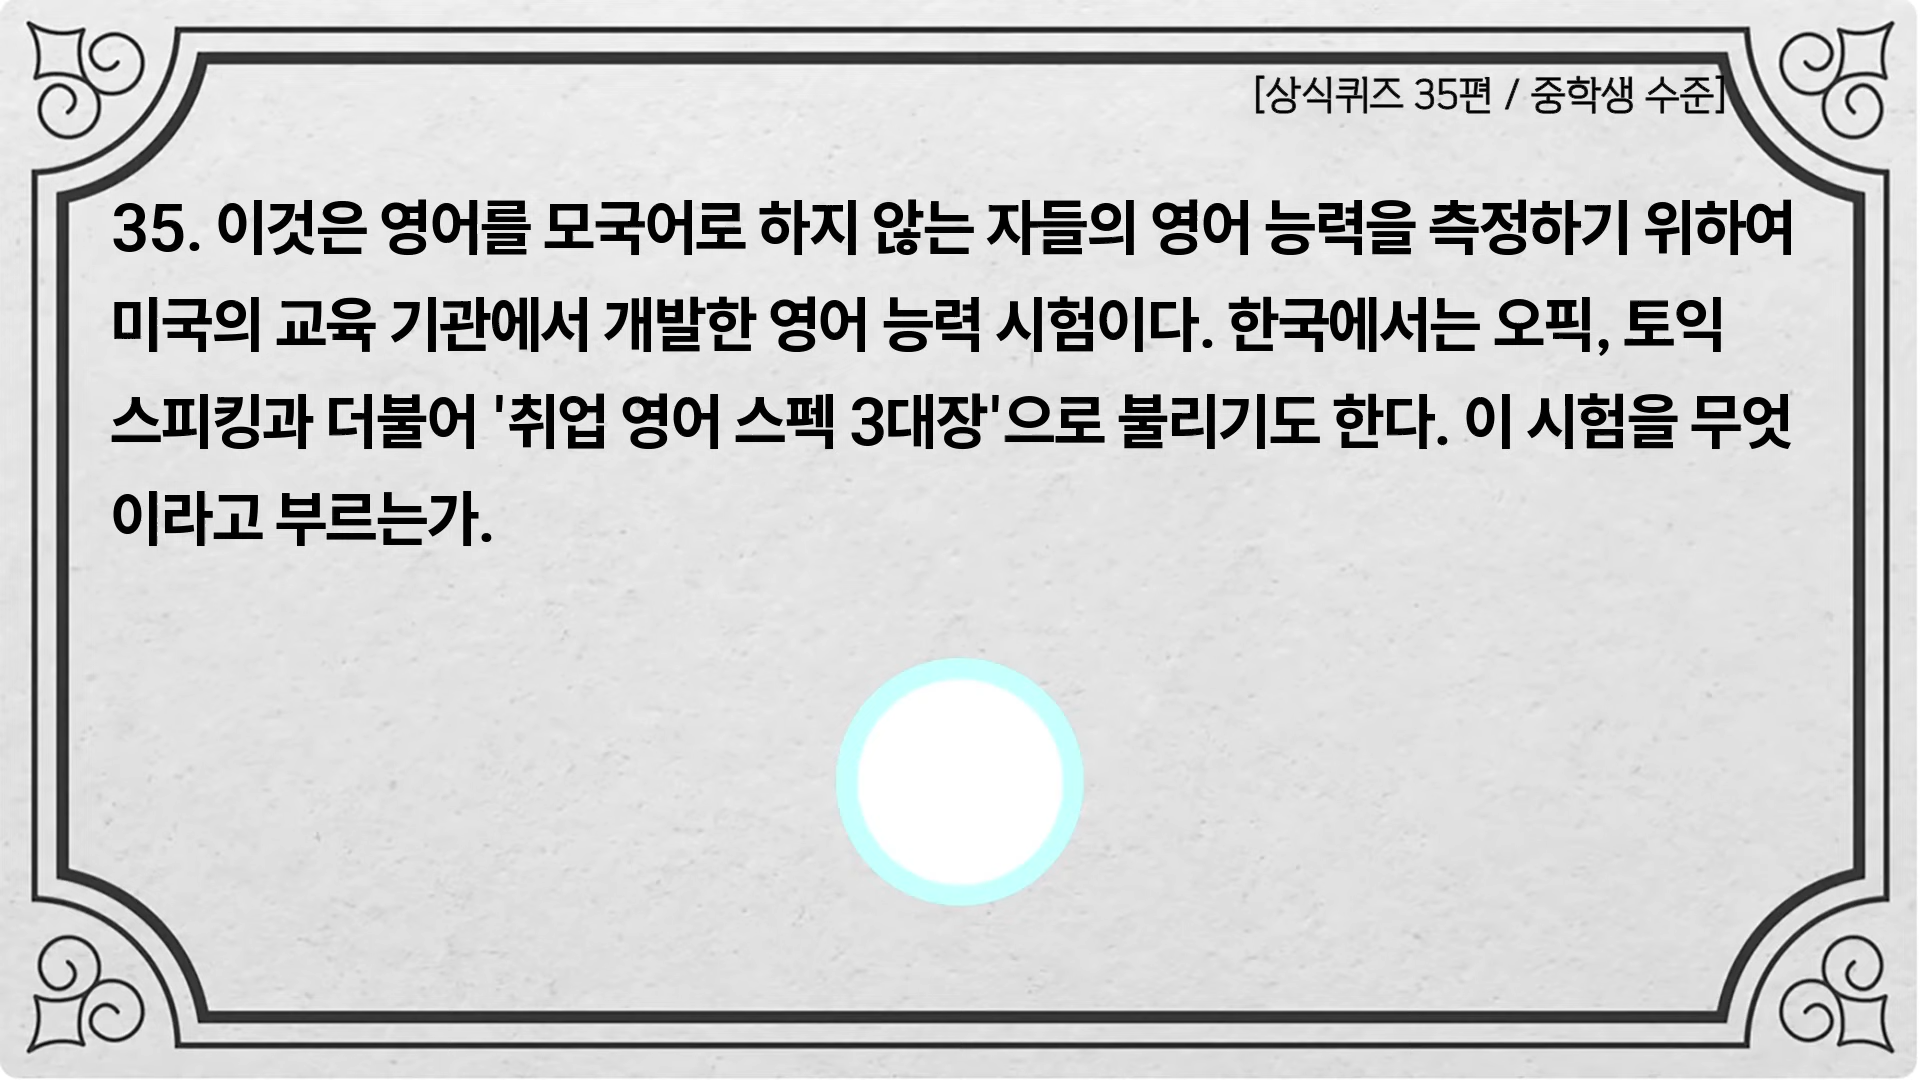 [상식퀴즈 35편 / 중학생 수준]
35. 이것은 영어를 모국어로 하지 않는 자들의 영어 능력을 측정하기 위하여
미국의 교육 기관에서 개발한 영어 능력 시험이다. 한국에서는 오픽, 토익
스피킹과 더불어 '취업 영어 스펙 3대장'으로 불리기도 한다. 이 시험을 무엇
이라고 부르는가.